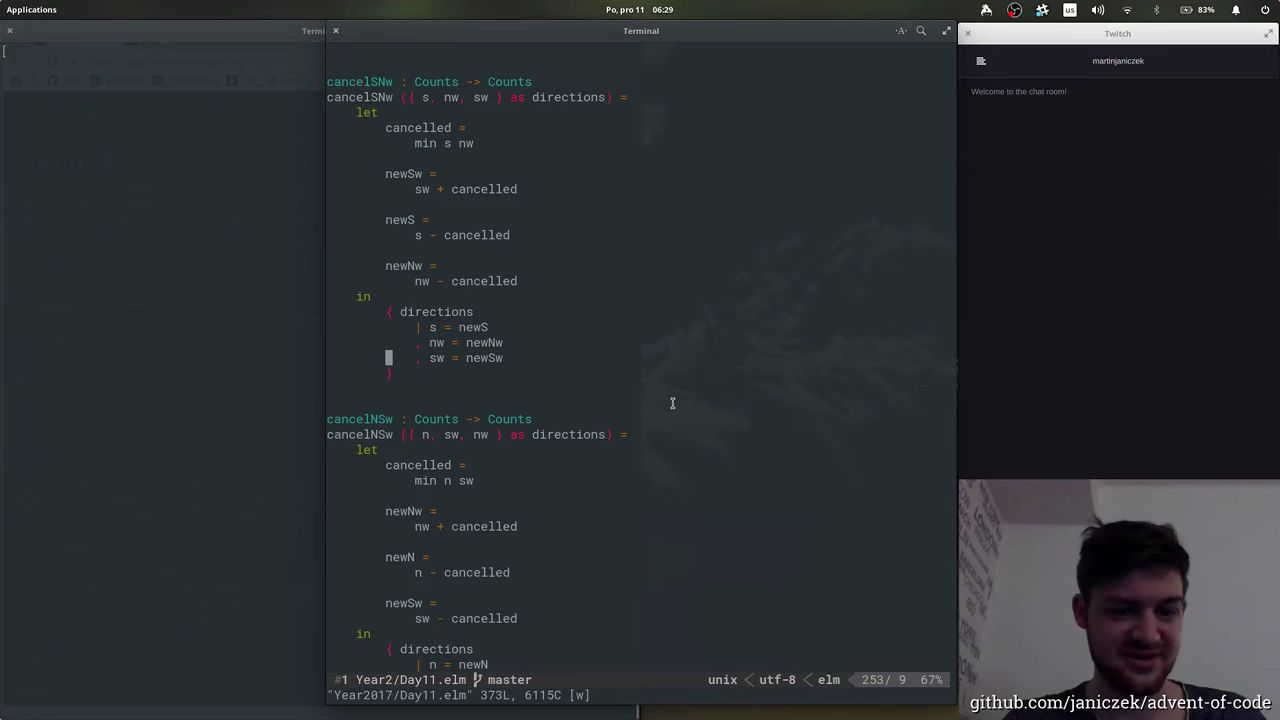 Applications
Po, pro 11 06:29
us
83%
Termi
Terminal
Twitch
martinjaniczek
Welcome to the chat room!
[
cancelSNw : Counts -> Counts
cancelSNw ({ s, nw, sw } as directions) =
let
cancelled =
min s nw
newSw =
sw + cancelled
newS =
s - cancelled
newNw =
nw - cancelled
in
{ directions
| s = newS
, nw = newNw
, sw = newSw
}
cancelNSw : Counts -> Counts
cancelNSw ({ n, sw, nw } as directions) =
let
cancelled =
min n sw
newNw =
nw + cancelled
newN =
n - cancelled
newSw =
sw - cancelled
in
{ directions
| n = newN
#1 Year2/Day11.elm master
unix < utf-8 < elm 253/ 9 67%
"Year2017/Day11.elm" 373L, 6115C [w]
LONDON
github.com/janiczek/advent-of-code